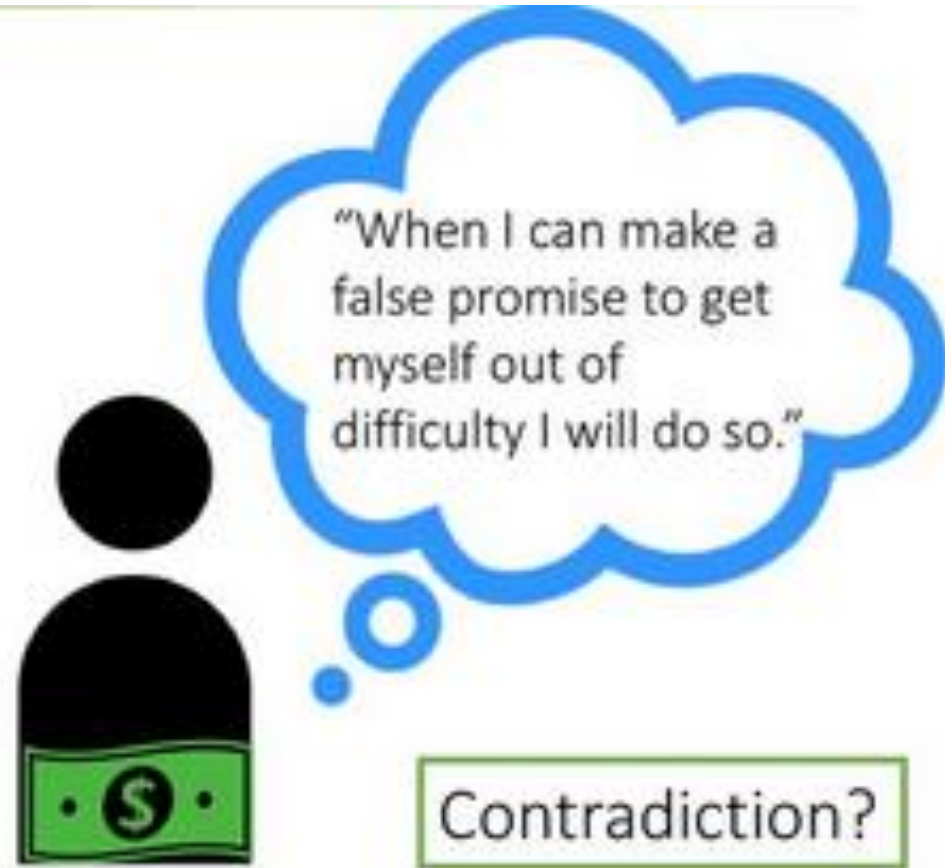 “When I can make a
false promise to get
myself out of
difficulty I will do so.”
$
Contradiction?